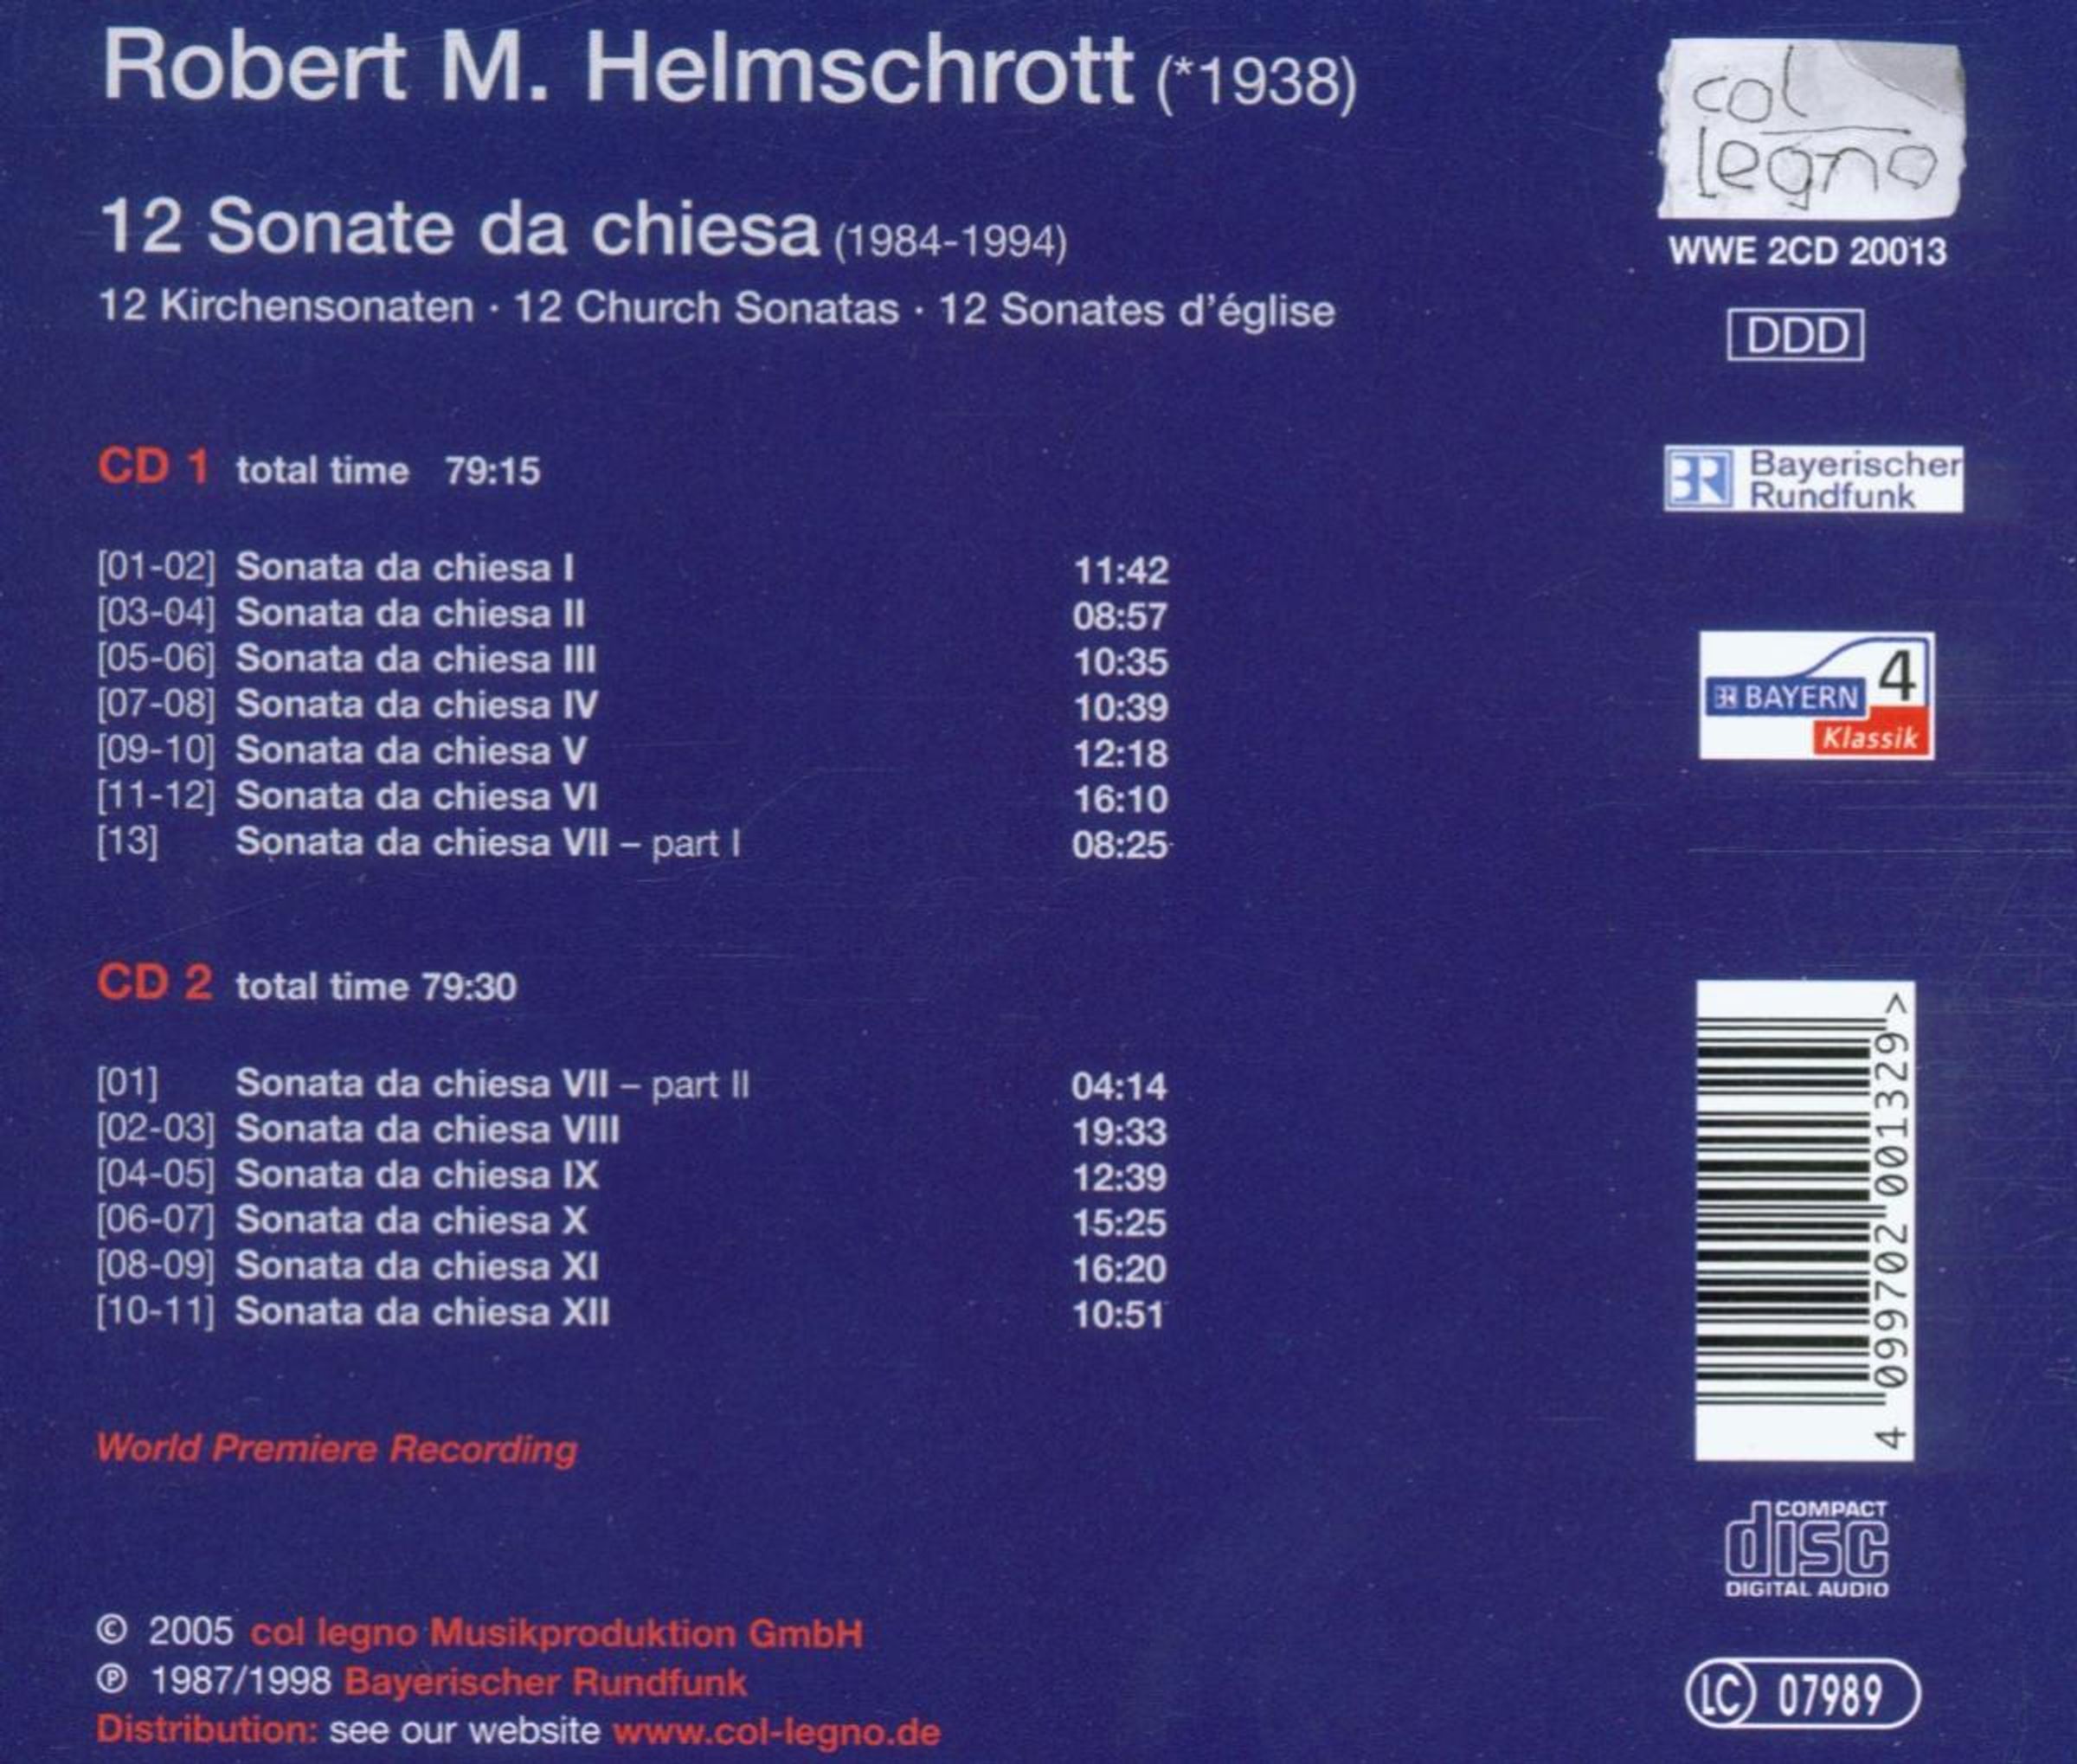 Robert M. Helmschrott (*1938)
12 Sonate da chiesa (1984-1994)
12 Kirchensonaten · 12 Church Sonatas · 12 Sonates d'église
col
legno
WWE 2CD 20013
DDD
BR Bayerischer
Rundfunk
BR BAYERN 4
Klassik
CD 1 total time 79:15
[01-02] Sonata da chiesa I 11:42
[03-04] Sonata da chiesa II 08:57
[05-06] Sonata da chiesa III 10:35
[07-08] Sonata da chiesa IV 10:39
[09-10] Sonata da chiesa V 12:18
[11-12] Sonata da chiesa VI 16:10
[13] Sonata da chiesa VII – part I 08:25
CD 2 total time 79:30
[01] Sonata da chiesa VII – part II 04:14
[02-03] Sonata da chiesa VIII 19:33
[04-05] Sonata da chiesa IX 12:39
[06-07] Sonata da chiesa X 15:25
[08-09] Sonata da chiesa XI 16:20
[10-11] Sonata da chiesa XII 10:51
World Premiere Recording
4 099702 001329 >
COMPACT
disc
DIGITAL AUDIO
LC 07989
© 2005 col legno Musikproduktion GmbH
℗ 1987/1998 Bayerischer Rundfunk
Distribution: see our website www.col-legno.de